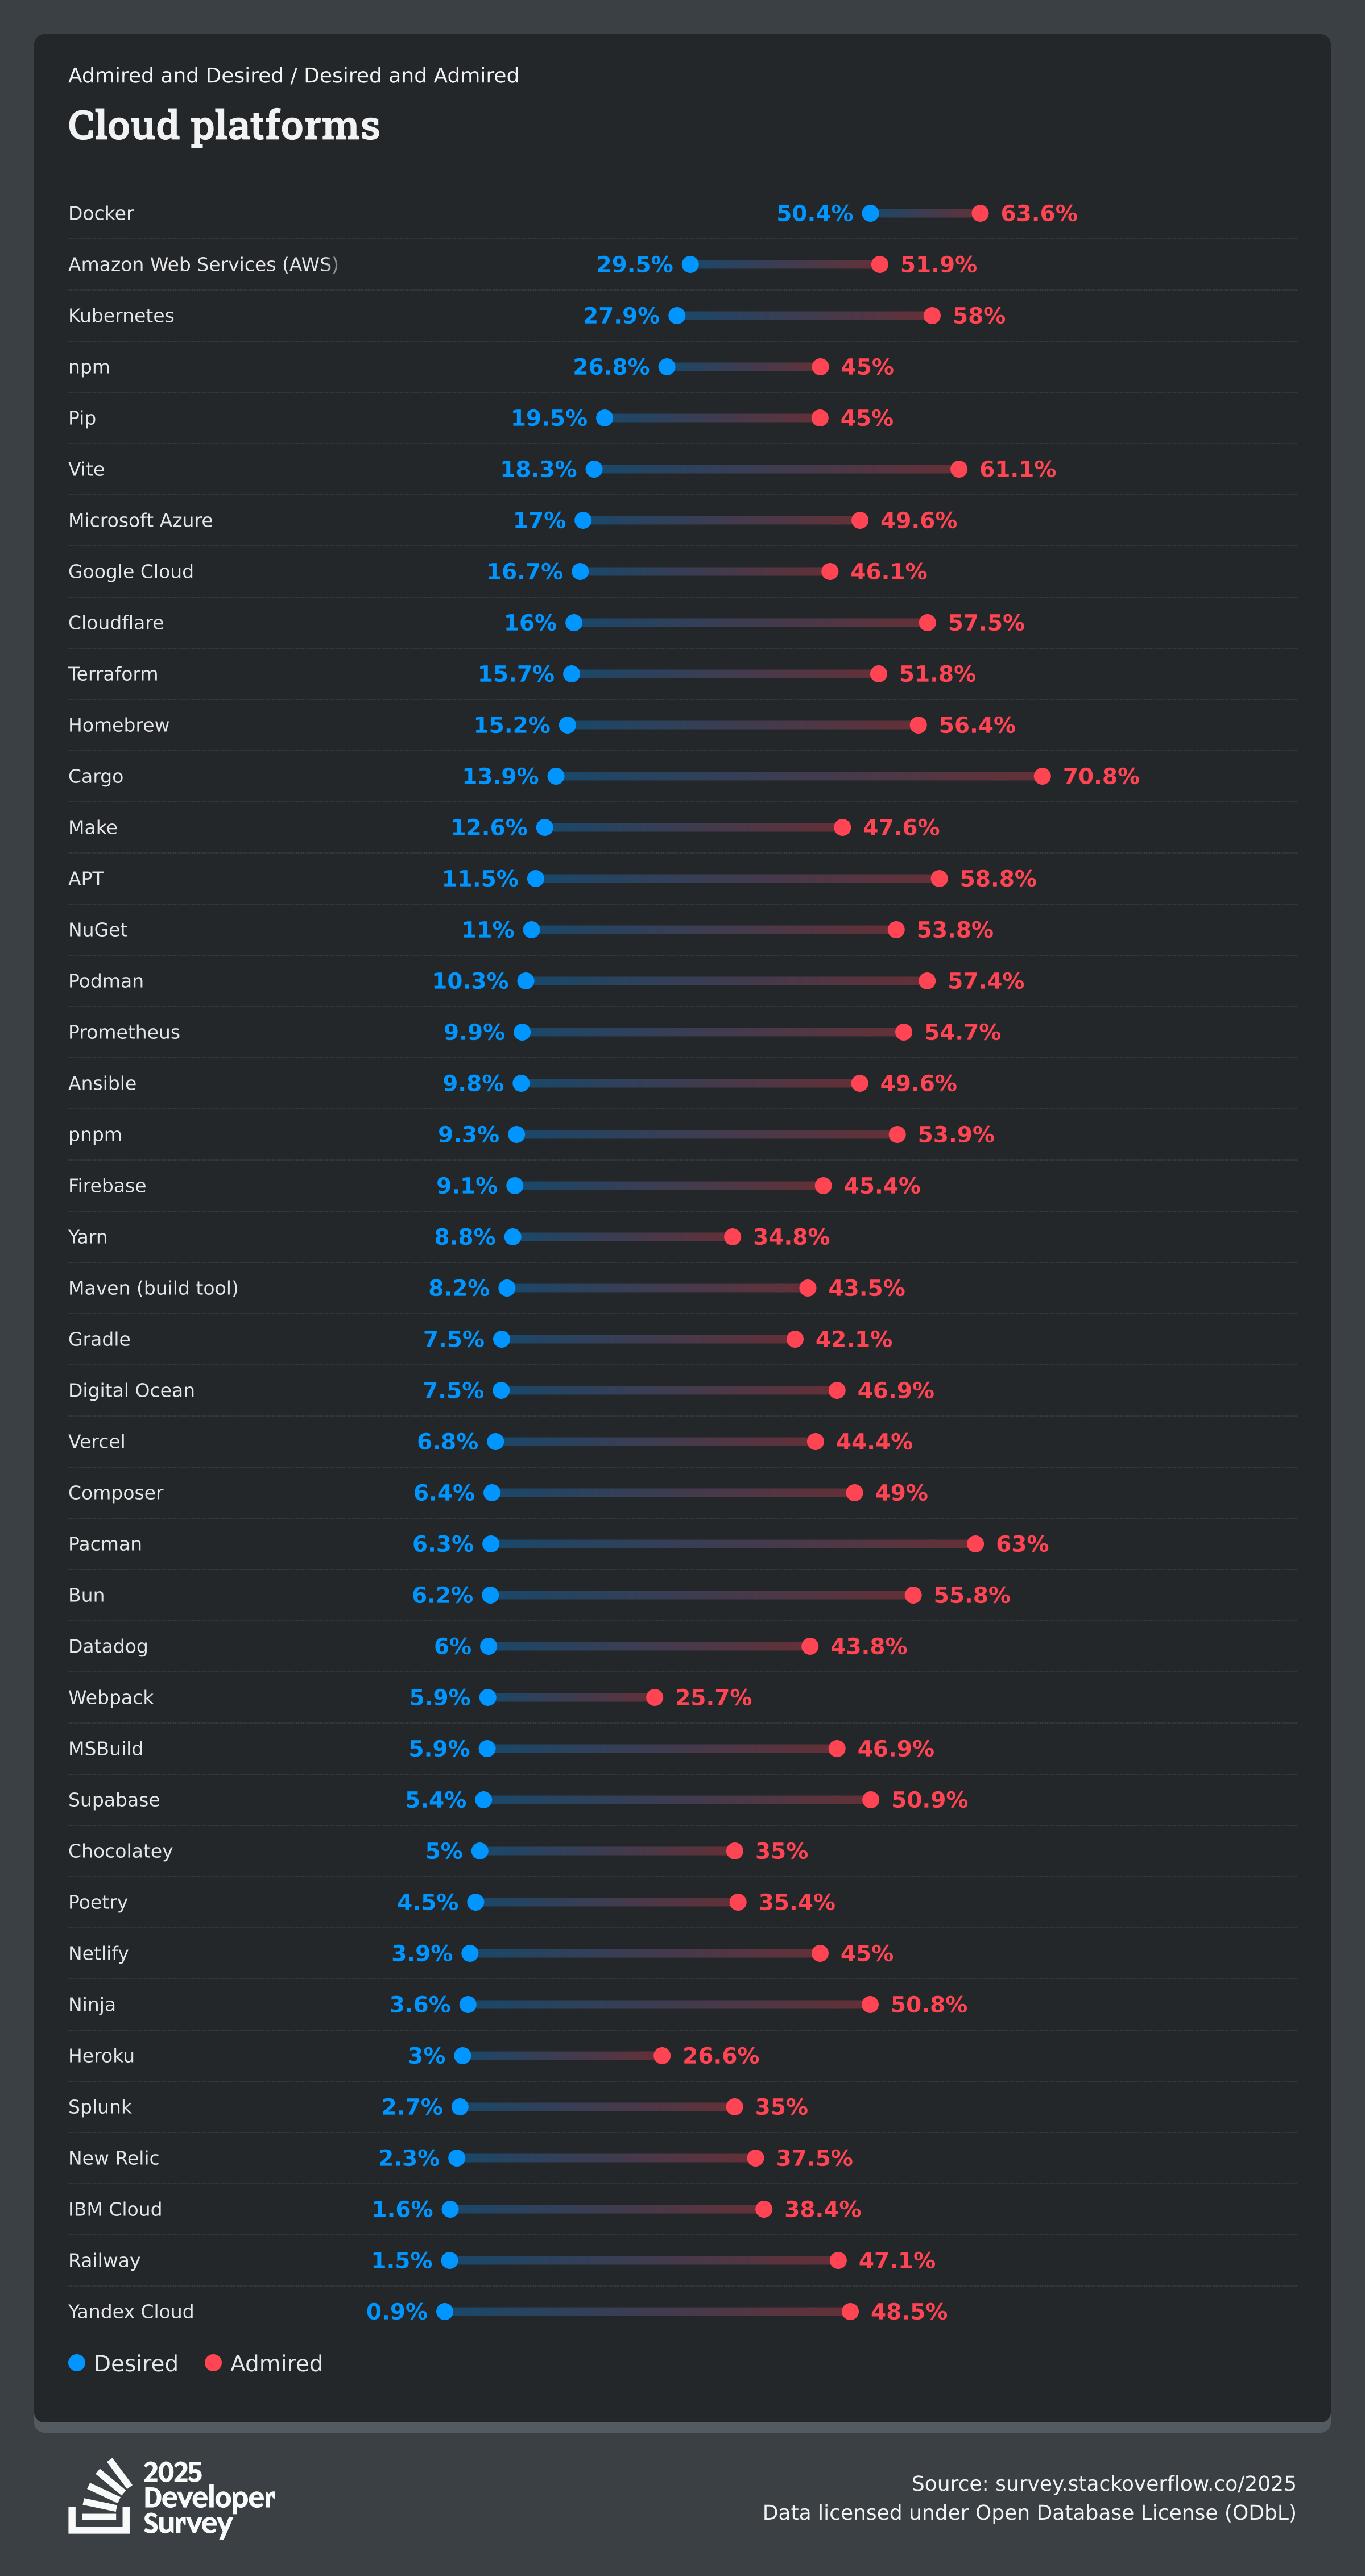 Admired and Desired / Desired and Admired
Cloud platforms
Docker 50.4% 63.6%
Amazon Web Services (AWS) 29.5% 51.9%
Kubernetes 27.9% 58%
npm 26.8% 45%
Pip 19.5% 45%
Vite 18.3% 61.1%
Microsoft Azure 17% 49.6%
Google Cloud 16.7% 46.1%
Cloudflare 16% 57.5%
Terraform 15.7% 51.8%
Homebrew 15.2% 56.4%
Cargo 13.9% 70.8%
Make 12.6% 47.6%
APT 11.5% 58.8%
NuGet 11% 53.8%
Podman 10.3% 57.4%
Prometheus 9.9% 54.7%
Ansible 9.8% 49.6%
pnpm 9.3% 53.9%
Firebase 9.1% 45.4%
Yarn 8.8% 34.8%
Maven (build tool) 8.2% 43.5%
Gradle 7.5% 42.1%
Digital Ocean 7.5% 46.9%
Vercel 6.8% 44.4%
Composer 6.4% 49%
Pacman 6.3% 63%
Bun 6.2% 55.8%
Datadog 6% 43.8%
Webpack 5.9% 25.7%
MSBuild 5.9% 46.9%
Supabase 5.4% 50.9%
Chocolatey 5% 35%
Poetry 4.5% 35.4%
Netlify 3.9% 45%
Ninja 3.6% 50.8%
Heroku 3% 26.6%
Splunk 2.7% 35%
New Relic 2.3% 37.5%
IBM Cloud 1.6% 38.4%
Railway 1.5% 47.1%
Yandex Cloud 0.9% 48.5%
Desired Admired
2025
Developer
Survey
Source: survey.stackoverflow.co/2025
Data licensed under Open Database License (ODbL)